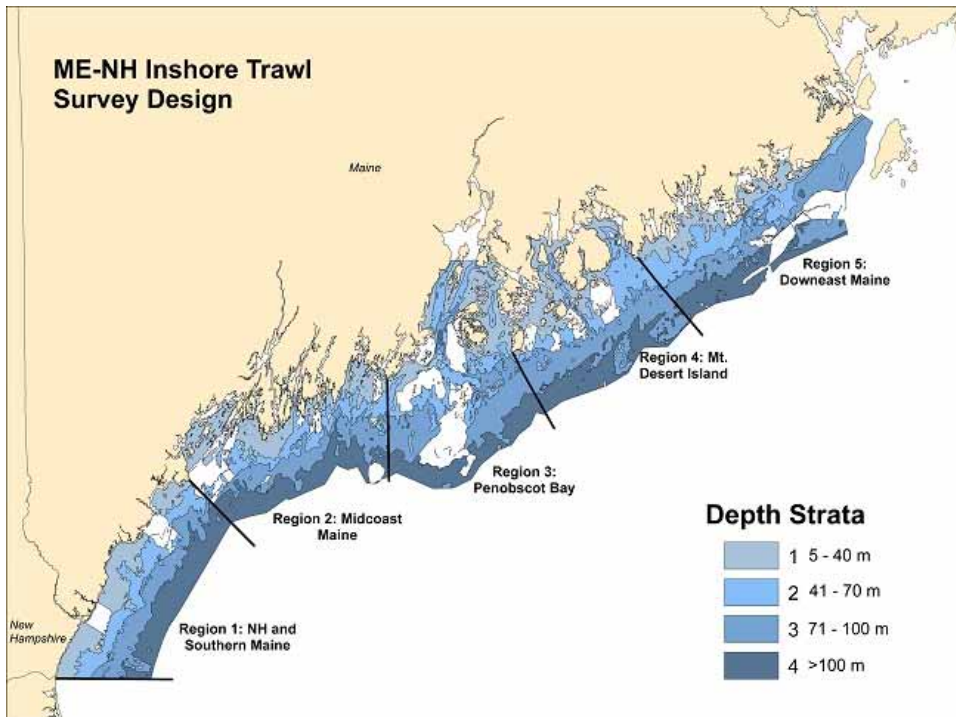 ME-NH Inshore Trawl
Survey Design
Maine
Region 5:
Downeast Maine
Region 4: Mt.
Desert Island
Region 3:
Penobscot Bay
Region 2: Midcoast
Maine
New
Hampshire
Region 1: NH and
Southern Maine
Depth Strata
1 5 - 40 m
2 41 - 70 m
3 71 - 100 m
4 >100 m